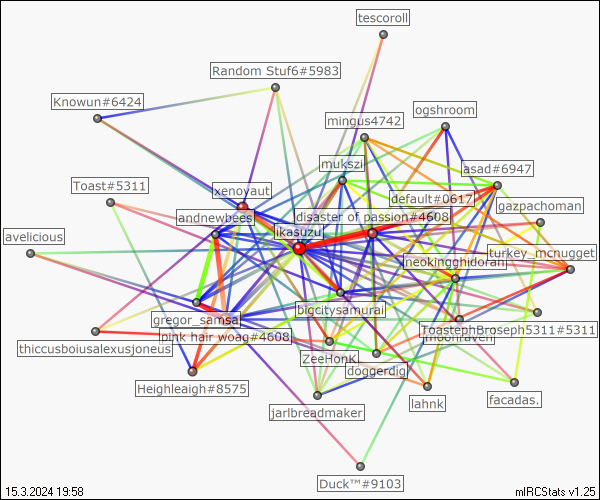 tescoroll
Random Stuf6#5983
Knowun#6424
ogshroom
mingus4742
mukszi
asad#6947
Toast#5311
xenoyaut
default#0617
gazpachoman
andnewbees
disaster of passion#4608
ikasuzu
avelicious
turkey_mcnugget
neokingghidorah
bigcitysamurai
gregor_samsa
ToastephBroseph5311#5311
pink hair woag#4608
moonraven
thiccusboiusalexusjoneus
ZeeHonK
doggerdig
Heighleaigh#8575
facadas.
lahnk
jarlbreadmaker
Duck™#9103
15.3.2024 19:58
mIRCStats v1.25